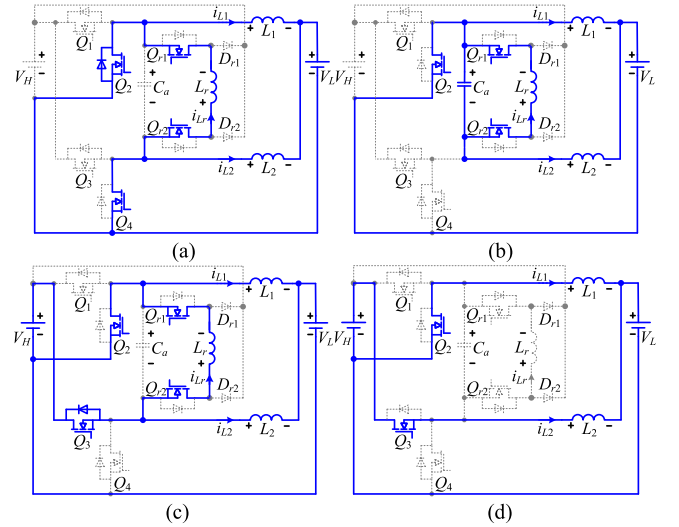 i_L1 L_1
Q_1
Q_r1 D_r1
V_H Q_2 C_a L_r V_L
i_Lr
Q_r2 D_r2
i_L2 L_2
Q_3
Q_4
(a)
i_L1 L_1
Q_1
Q_r1 D_r1
V_H Q_2 C_a L_r V_L
i_Lr
Q_r2 D_r2
i_L2 L_2
Q_3
Q_4
(b)
i_L1 L_1
Q_1
Q_r1 D_r1
V_H Q_2 C_a L_r V_L
i_Lr
Q_r2 D_r2
i_L2 L_2
Q_3
Q_4
(c)
i_L1 L_1
Q_1
Q_r1 D_r1
V_H Q_2 C_a L_r V_L
i_Lr
Q_r2 D_r2
i_L2 L_2
Q_3
Q_4
(d)